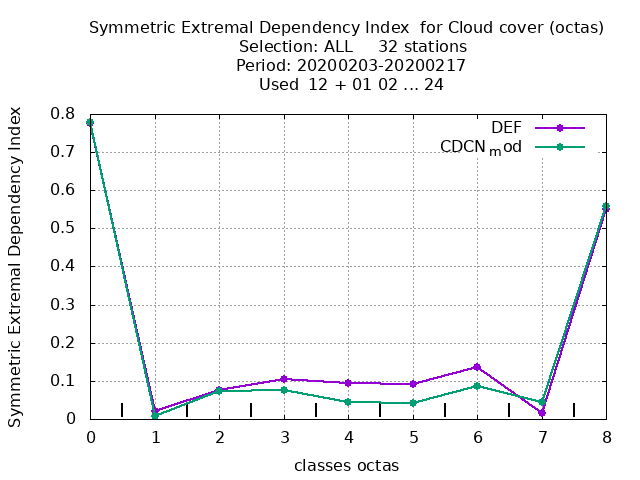 Symmetric Extremal Dependency Index  for Cloud cover (octas)
Selection: ALL     32 stations
Period: 20200203-20200217
Used  12 + 01 02 ... 24
Symmetric Extremal Dependency Index
0.8
0.7
0.6
0.5
0.4
0.3
0.2
0.1
0
DEF
CDCNmod
0 1 2 3 4 5 6 7 8
classes octas